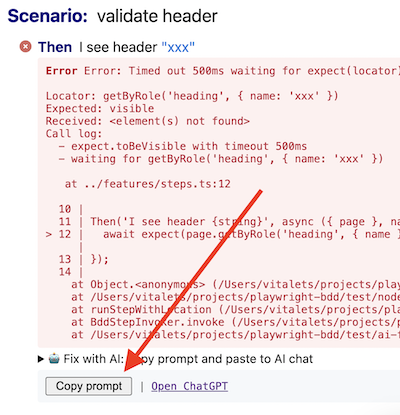 Scenario: validate header
Then I see header "xxx"
Error Error: Timed out 500ms waiting for expect(locator)
Locator: getByRole('heading', { name: 'xxx' })
Expected: visible
Received: <element(s) not found>
Call log:
- expect.toBeVisible with timeout 500ms
- waiting for getByRole('heading', { name: 'xxx' })
at ../features/steps.ts:12
10 |
11 | Then('I see header {string}', async ({ page }, na
> 12 | await expect(page.getByRole('heading', { name }
|
13 | });
14 |
at Object.<anonymous> (/Users/vitalets/projects/play
at /Users/vitalets/projects/playwright-bdd/test/node
at runStepWithLocation (/Users/vitalets/projects/pla
at BddStepInvoker.invoke (/Users/vitalets/projects/p
at /Users/vitalets/projects/playwright-bdd/test/ai-f
Fix with AI: Copy prompt and paste to AI chat
Copy prompt | Open ChatGPT